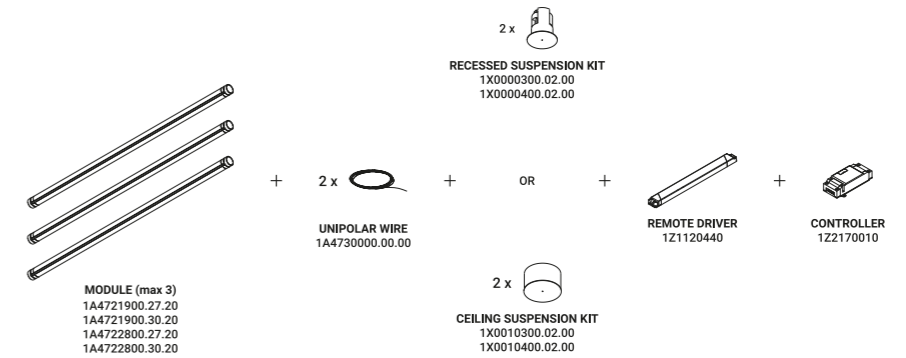 2 x
RECESSED SUSPENSION KIT
1X0000300.02.00
1X0000400.02.00
+
2 x
+
OR
+
+
UNIPOLAR WIRE
1A4730000.00.00
REMOTE DRIVER
1Z1120440
CONTROLLER
1Z2170010
2 x
MODULE (max 3)
1A4721900.27.20
1A4721900.30.20
1A4722800.27.20
1A4722800.30.20
CEILING SUSPENSION KIT
1X0010300.02.00
1X0010400.02.00